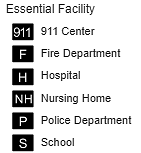 Essential Facility
911 911 Center
F Fire Department
H Hospital
NH Nursing Home
P Police Department
S School